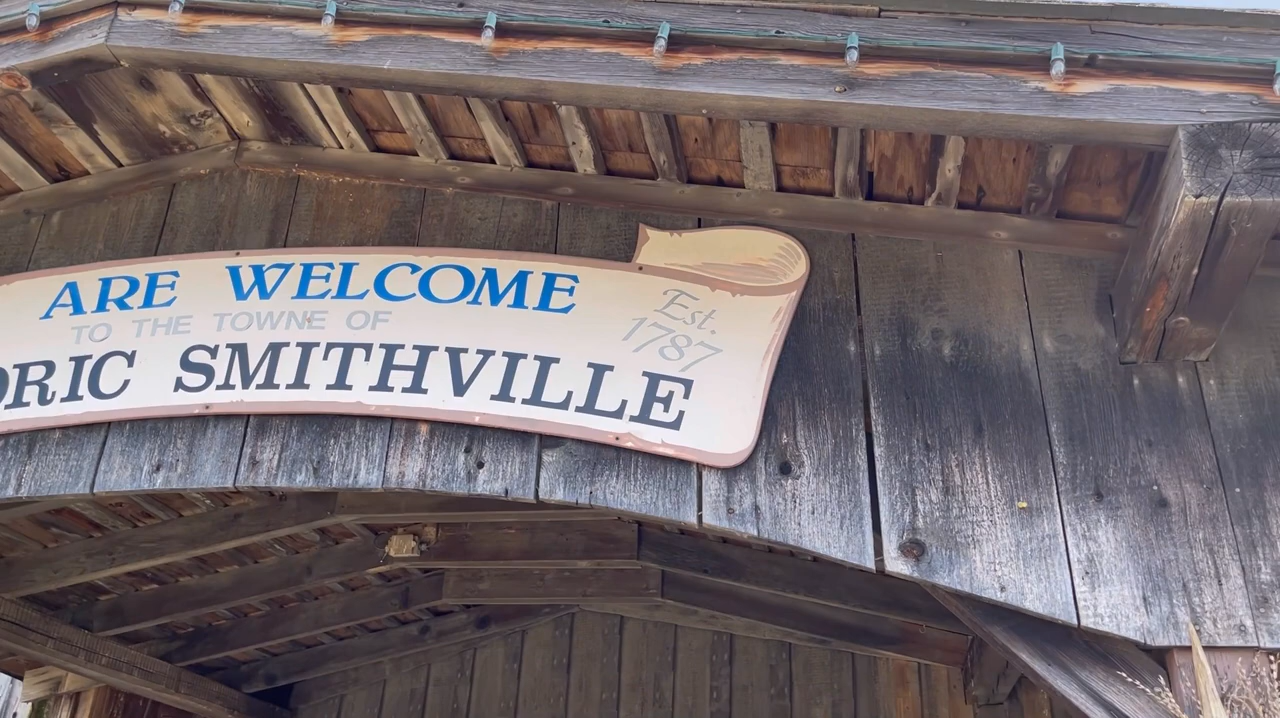 ARE WELCOME
TO THE TOWNE OF
ORIC SMITHVILLE
Est.
1787